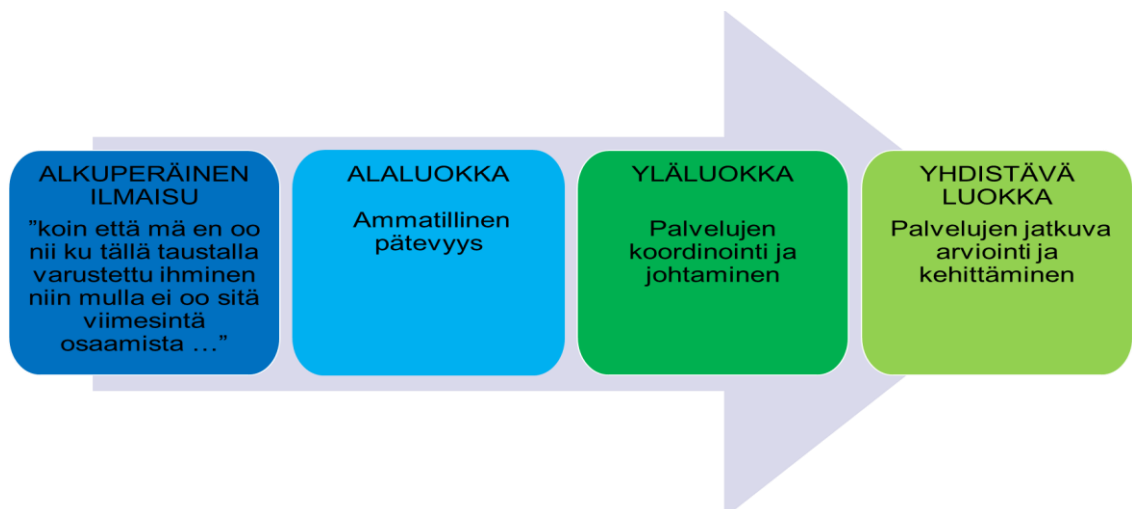 ALKUPERÄINEN
ILMAISU
”koin että mä en oo
nii ku tällä taustalla
varustettu ihminen
niin mulla ei oo sitä
viimesintä
osaamista …”
ALALUOKKA
Ammatillinen
pätevyys
YLÄLUOKKA
Palvelujen
koordinointi ja
johtaminen
YHDISTÄVÄ
LUOKKA
Palvelujen jatkuva
arviointi ja
kehittäminen